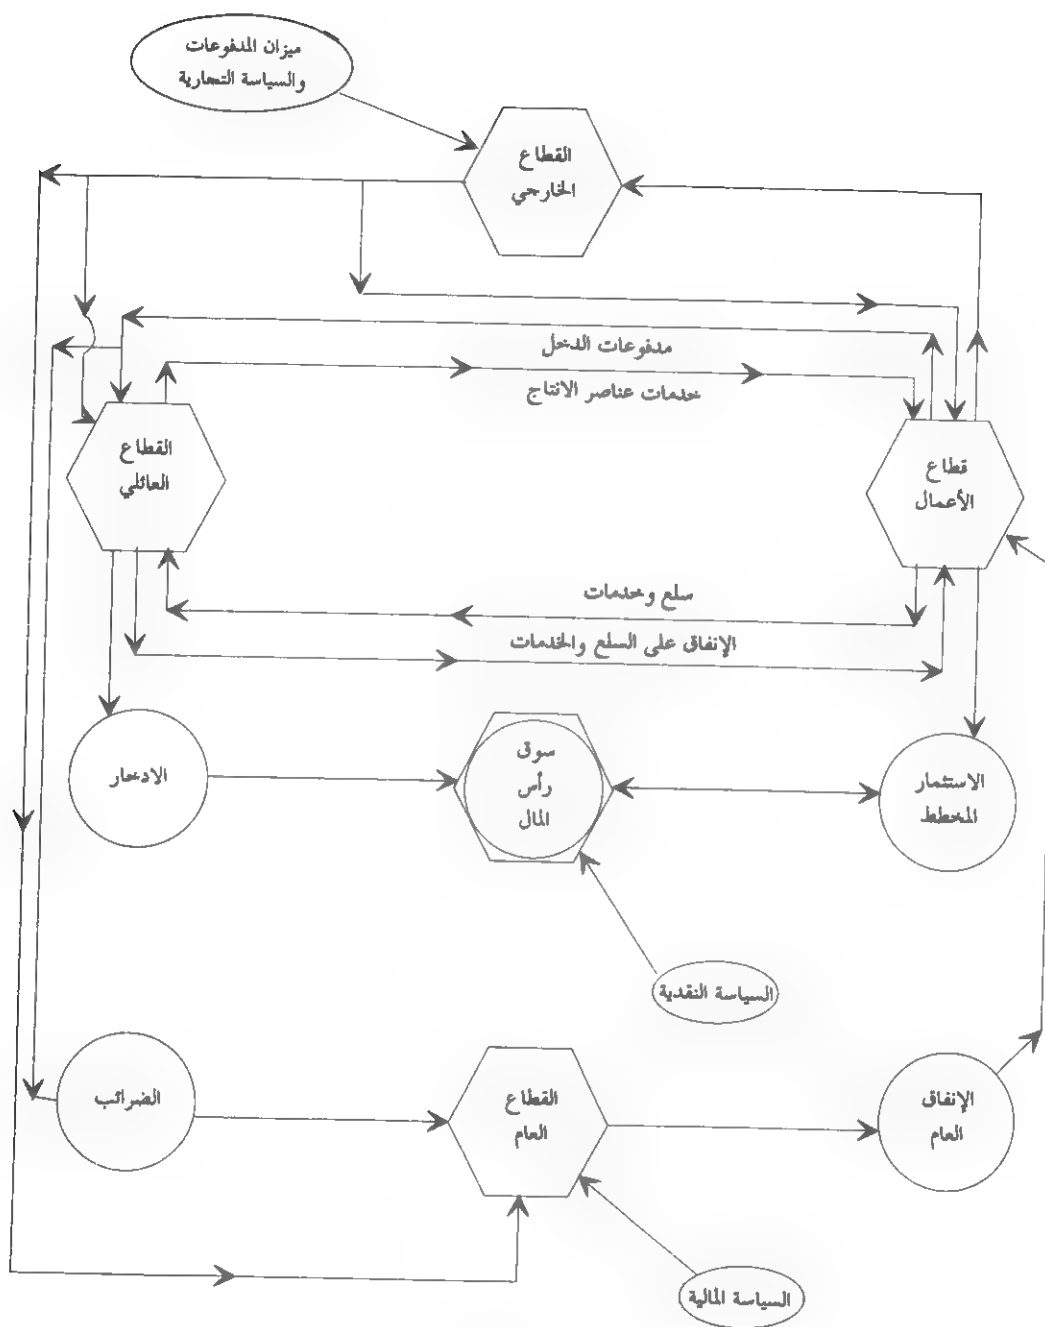 ميزان المدفوعات
والسياسة التجارية
القطاع
الخارجي
مدفوعات الدخل
خدمات عناصر الانتاج
القطاع
العائلي
قطاع
الأعمال
سلع وخدمات
الإنفاق على السلع والخدمات
الاستثمار
المخطط
سوق
رأس
المال
الادخار
السياسة النقدية
الإنفاق
العام
القطاع
العام
الضرائب
السياسة المالية